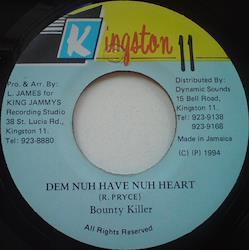 Kingston 11
Pro. & Arr. By:
L. JAMES for
KING JAMMYS
Recording Studio
38 St. Lucia Rd.,
Kingston 11.
Tel: 923-8880
Distributed By:
Dynamic Sounds
15 Bell Road,
Kingston 11.
Tel: 923-9138
923-9168
Made in Jamaica
(C) (P) 1994
DEM NUH HAVE NUH HEART
(R. PRYCE)
Bounty Killer
All Rights Reserved